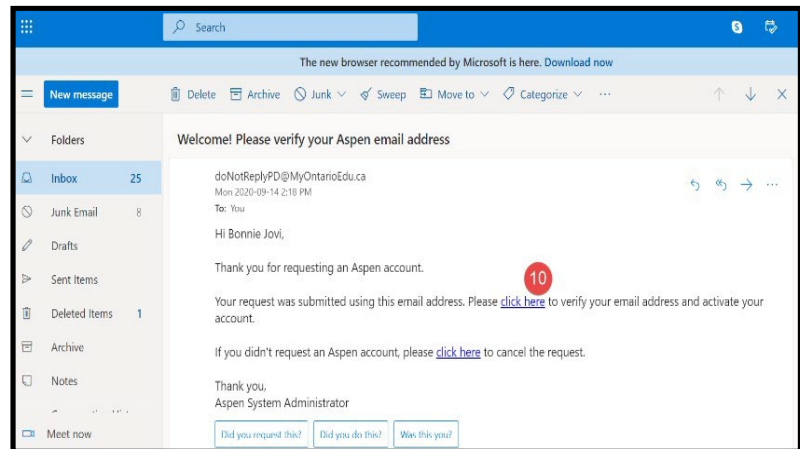 Search
The new browser recommended by Microsoft is here. Download now
New message
Delete Archive Junk Sweep Move to Categorize ...
Folders
Welcome! Please verify your Aspen email address
Inbox 25
Junk Email 8
Drafts
Sent Items
Deleted Items 1
Archive
Notes
Meet now
doNotReplyPD@MyOntarioEdu.ca
Mon 2020-09-14 2:18 PM
To: You
Hi Bonnie Jovi,
Thank you for requesting an Aspen account.
10
Your request was submitted using this email address. Please click here to verify your email address and activate your
account.
If you didn't request an Aspen account, please click here to cancel the request.
Thank you,
Aspen System Administrator
Did you request this? Did you do this? Was this you?